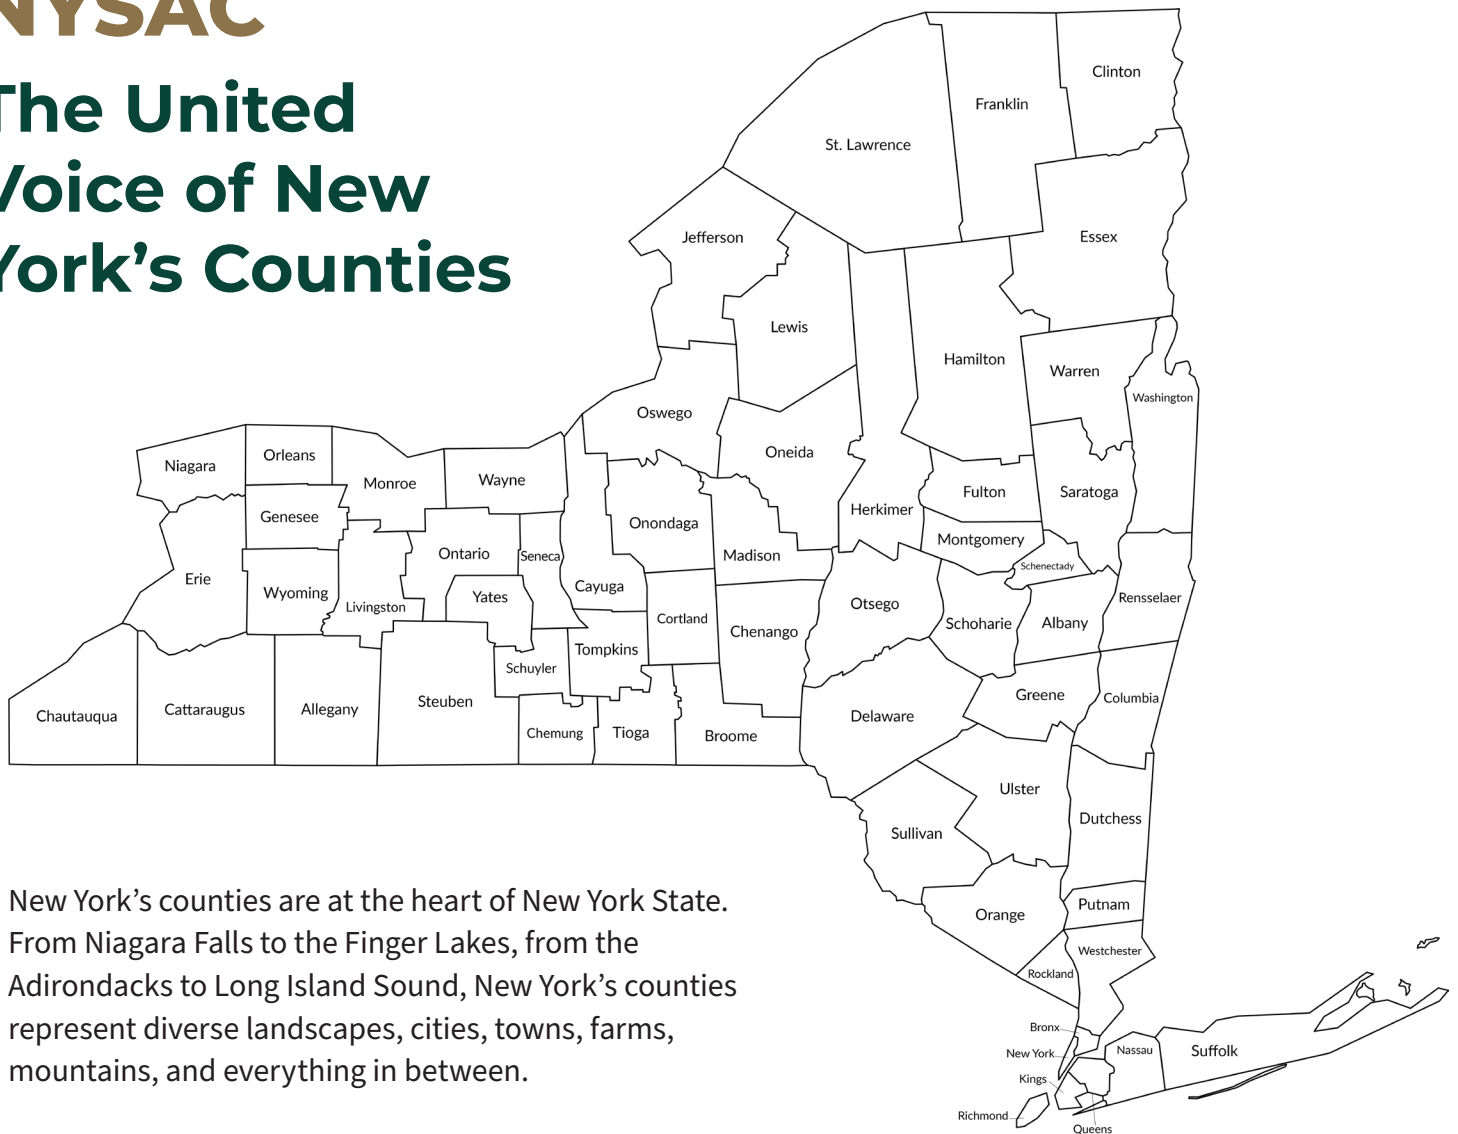 NYSAC
The United
Voice of New
York’s Counties
Clinton
Franklin
St. Lawrence
Jefferson
Essex
Lewis
Hamilton
Warren
Washington
Oswego
Oneida
Herkimer
Fulton
Saratoga
Montgomery
Schenectady
Niagara
Orleans
Monroe
Wayne
Genesee
Onondaga
Madison
Ontario
Seneca
Cayuga
Erie
Wyoming
Livingston
Yates
Cortland
Chenango
Otsego
Schoharie
Albany
Rensselaer
Tompkins
Schuyler
Chautauqua
Cattaraugus
Allegany
Steuben
Chemung
Tioga
Broome
Delaware
Greene
Columbia
Ulster
Dutchess
Sullivan
Orange
Putnam
Westchester
Rockland
Bronx
New York
Kings
Richmond
Queens
Nassau
Suffolk
New York’s counties are at the heart of New York State.
From Niagara Falls to the Finger Lakes, from the
Adirondacks to Long Island Sound, New York’s counties
represent diverse landscapes, cities, towns, farms,
mountains, and everything in between.